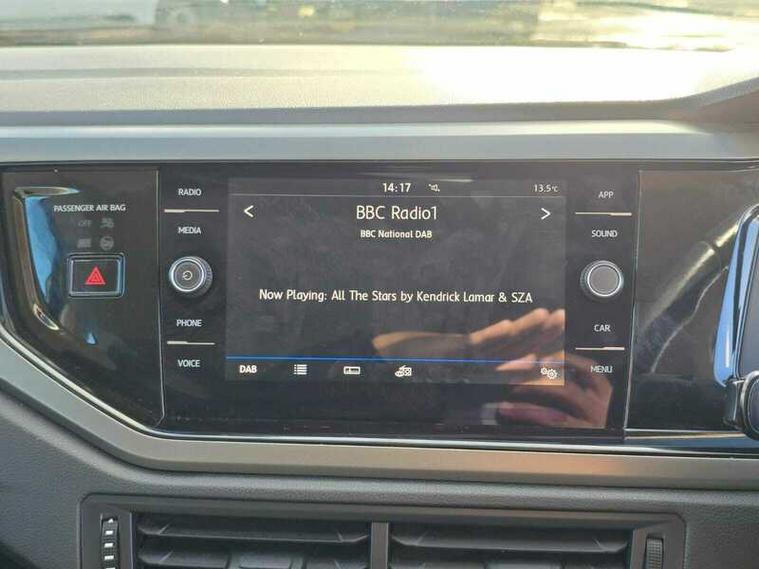 14:17
13.5°C
BBC Radio1
BBC National DAB
Now Playing: All The Stars by Kendrick Lamar & SZA
DAB
RADIO
MEDIA
PHONE
VOICE
APP
SOUND
CAR
MENU
PASSENGER AIR BAG
OFF